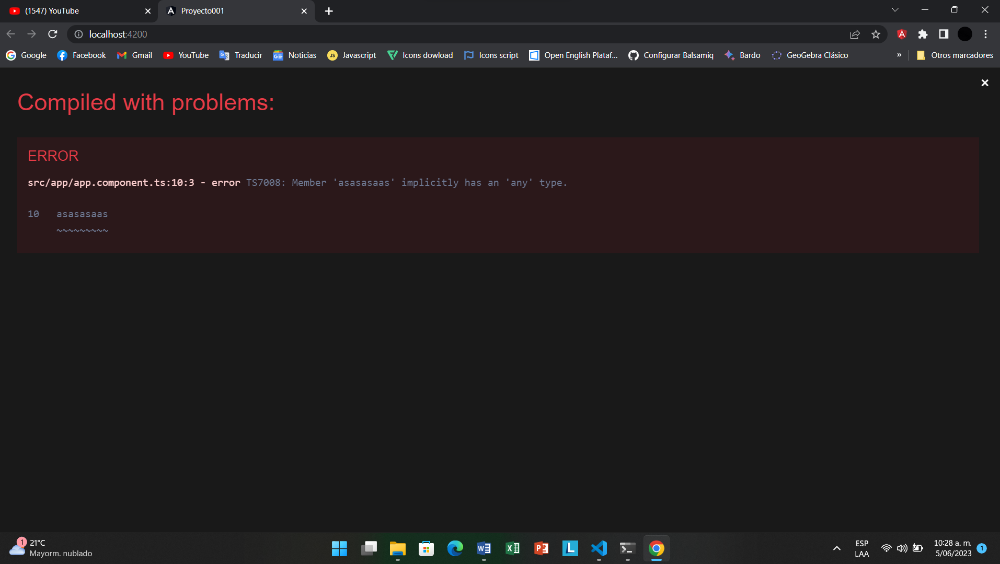 (1547) YouTube
Proyecto001
localhost:4200
Google
Facebook
Gmail
YouTube
Traducir
Noticias
JS
Javascript
Icons dowload
Icons script
Open English Plataf...
Configurar Balsamiq
Bardo
GeoGebra Clásico
»
Otros marcadores
Compiled with problems:
ERROR
src/app/app.component.ts:10:3 - error TS7008: Member 'asasasaas' implicitly has an 'any' type.
10 asasasaas
~~~~~~~~~
1
21°C
Mayorm. nublado
ESP
LAA
10:28 a. m.
5/06/2023
1